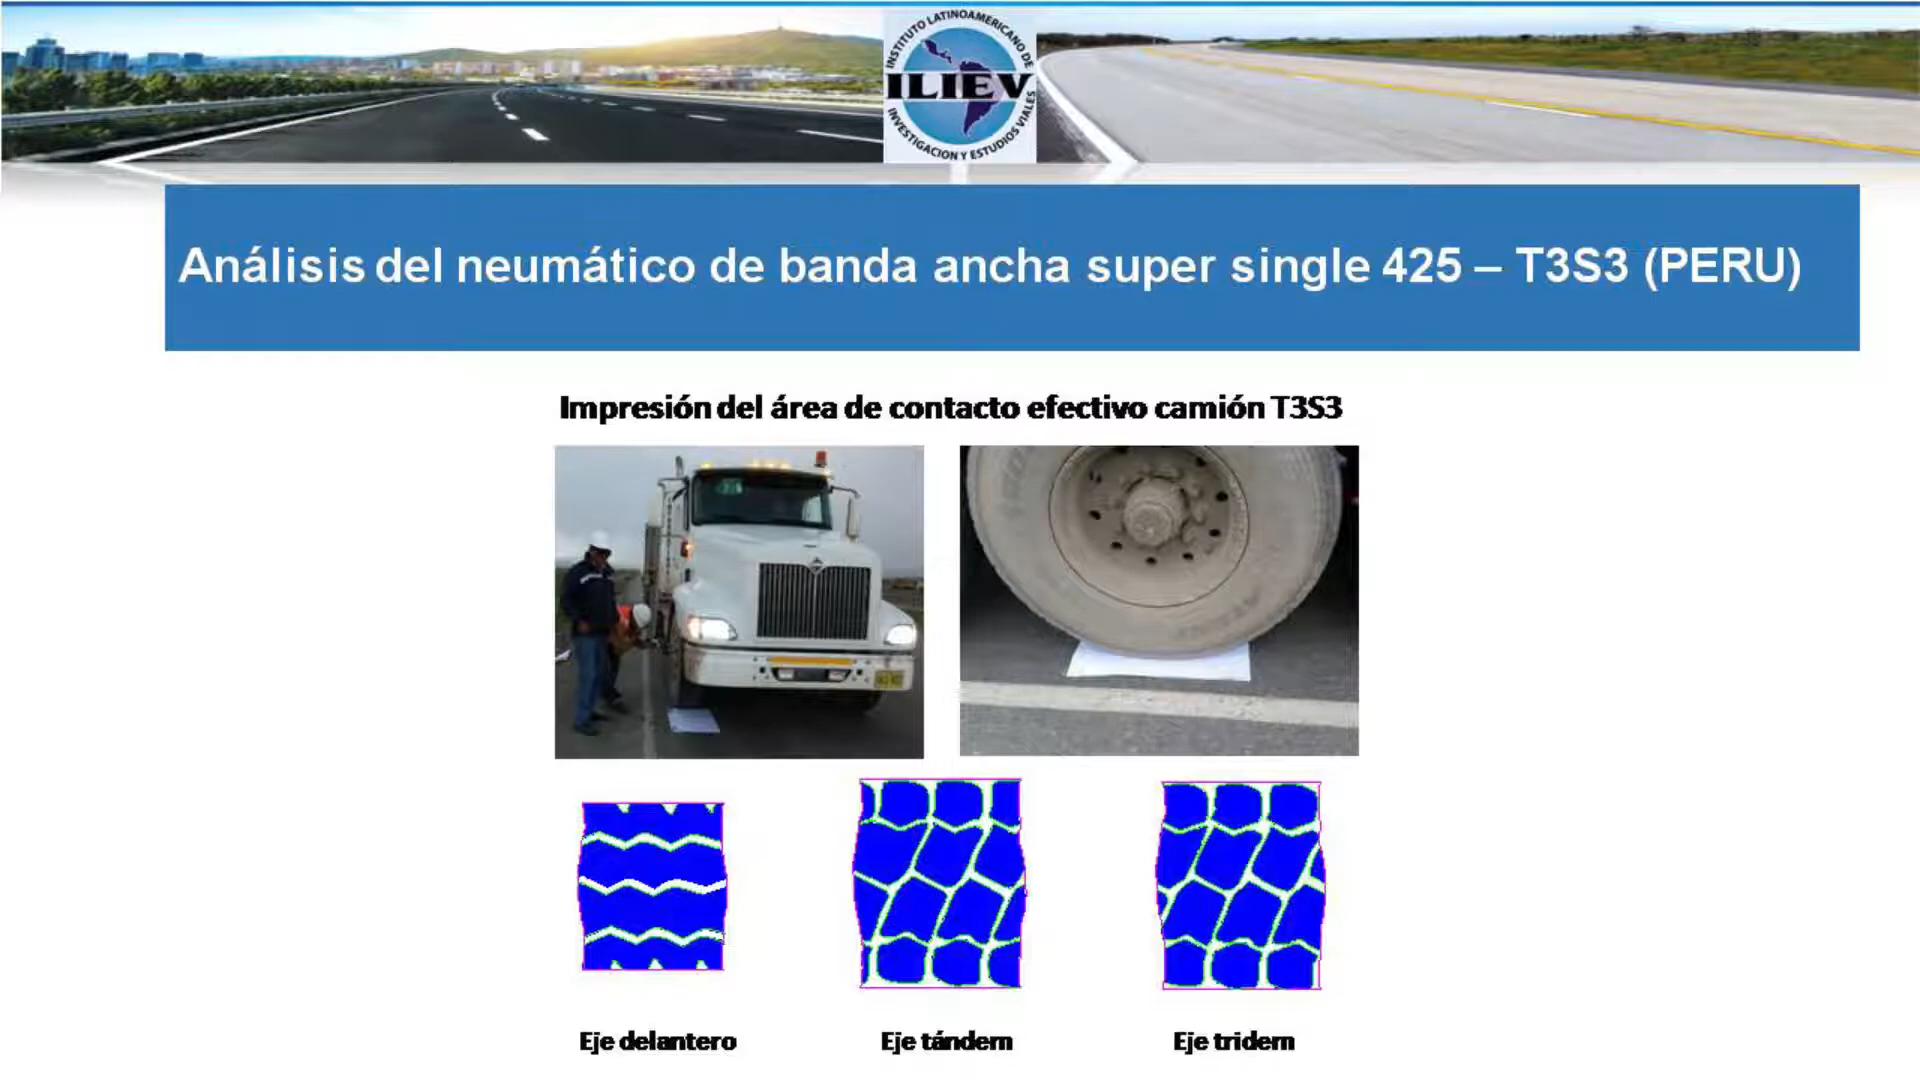 INSTITUTO LATINOAMERICANO DE
ILIEV
INVESTIGACION Y ESTUDIOS VIALES
Análisis del neumático de banda ancha super single 425 – T3S3 (PERU)
Impresión del área de contacto efectivo camión T3S3
Eje delantero
Eje tándem
Eje tridem